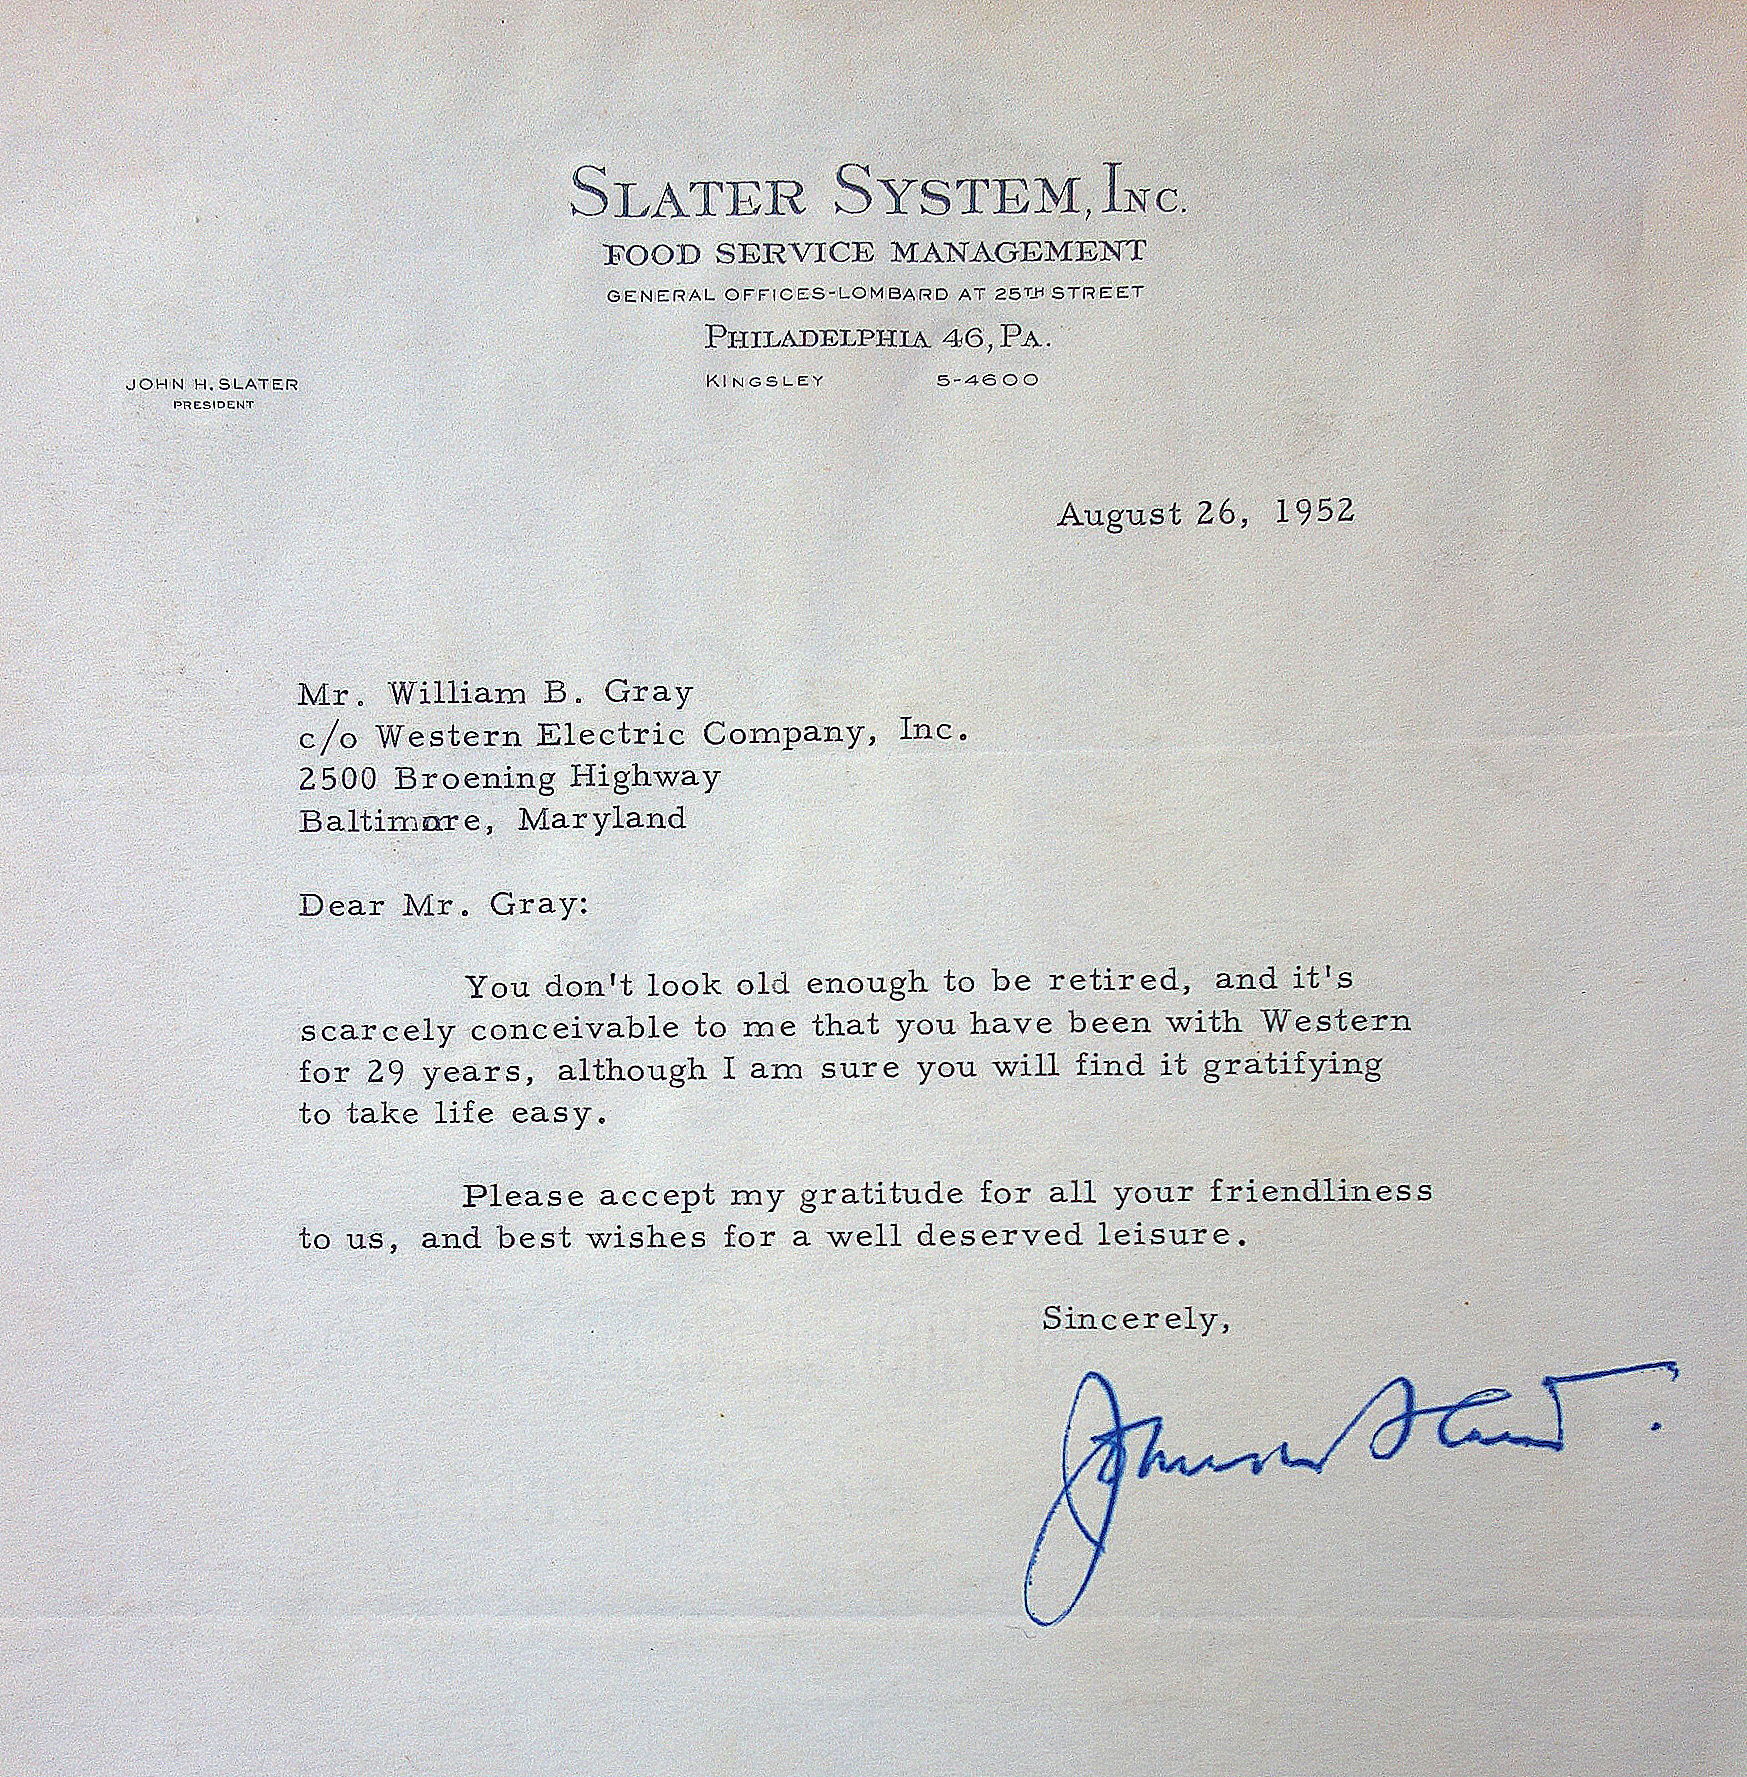 SLATER SYSTEM, INC.
FOOD SERVICE MANAGEMENT
GENERAL OFFICES-LOMBARD AT 25TH STREET
PHILADELPHIA 46, PA.
KINGSLEY 5-4600
JOHN H. SLATER
PRESIDENT
August 26, 1952
Mr. William B. Gray
c/o Western Electric Company, Inc.
2500 Broening Highway
Baltimore, Maryland
Dear Mr. Gray:
You don't look old enough to be retired, and it's
scarcely conceivable to me that you have been with Western
for 29 years, although I am sure you will find it gratifying
to take life easy.
Please accept my gratitude for all your friendliness
to us, and best wishes for a well deserved leisure.
Sincerely,